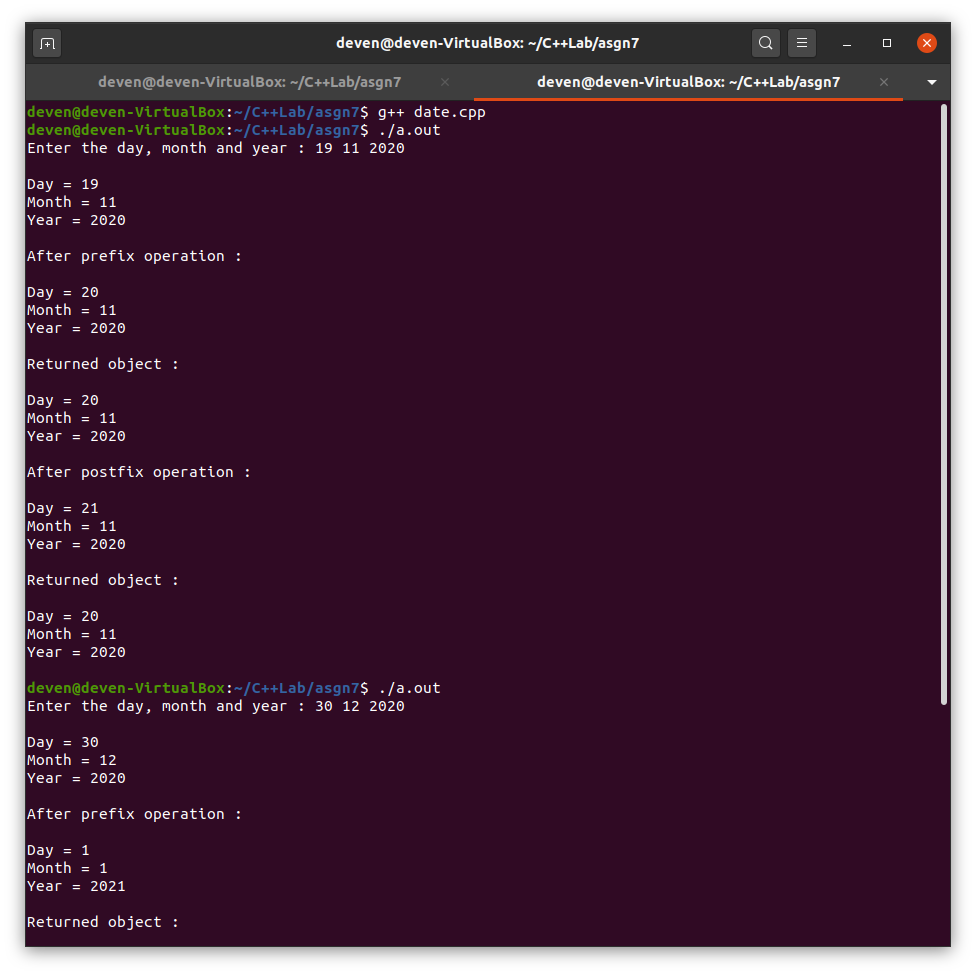 deven@deven-VirtualBox: ~/C++Lab/asgn7
deven@deven-VirtualBox: ~/C++Lab/asgn7
deven@deven-VirtualBox: ~/C++Lab/asgn7
deven@deven-VirtualBox:~/C++Lab/asgn7$ g++ date.cpp
deven@deven-VirtualBox:~/C++Lab/asgn7$ ./a.out
Enter the day, month and year : 19 11 2020
Day = 19
Month = 11
Year = 2020
After prefix operation :
Day = 20
Month = 11
Year = 2020
Returned object :
Day = 20
Month = 11
Year = 2020
After postfix operation :
Day = 21
Month = 11
Year = 2020
Returned object :
Day = 20
Month = 11
Year = 2020
deven@deven-VirtualBox:~/C++Lab/asgn7$ ./a.out
Enter the day, month and year : 30 12 2020
Day = 30
Month = 12
Year = 2020
After prefix operation :
Day = 1
Month = 1
Year = 2021
Returned object :